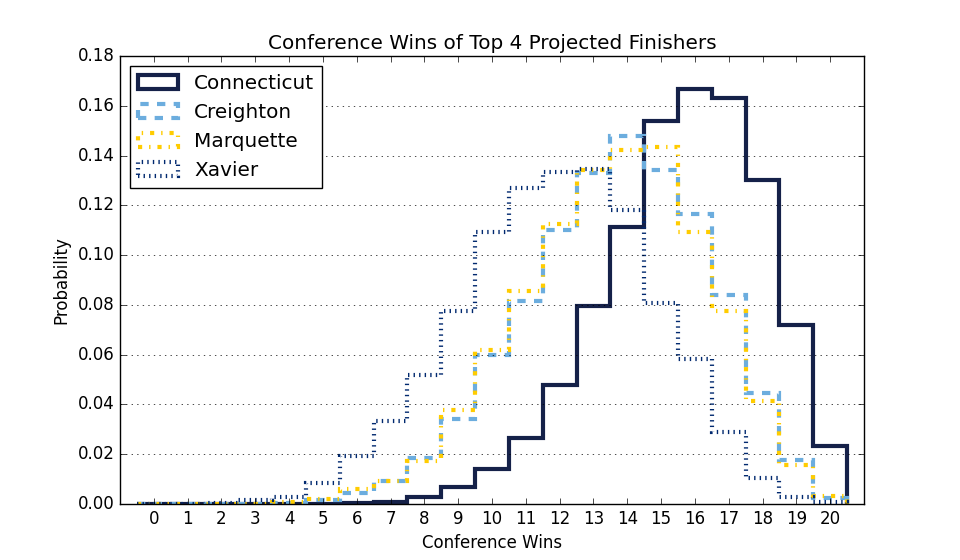 Conference Wins of Top 4 Projected Finishers
Connecticut
Creighton
Marquette
Xavier
0.18
0.16
0.14
0.12
0.10
0.08
0.06
0.04
0.02
0.00
Probability
0 1 2 3 4 5 6 7 8 9 10 11 12 13 14 15 16 17 18 19 20
Conference Wins